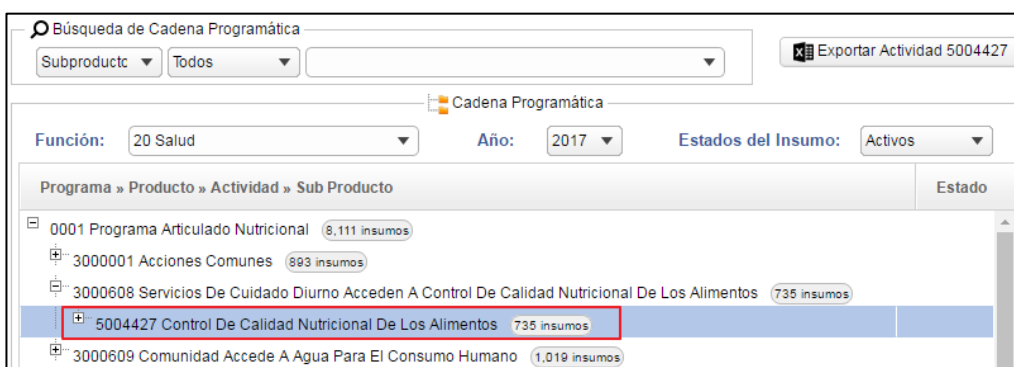 Búsqueda de Cadena Programática
Subproductc Todos
Exportar Actividad 5004427
Cadena Programática
Función: 20 Salud Año: 2017 Estados del Insumo: Activos
Programa » Producto » Actividad » Sub Producto Estado
0001 Programa Articulado Nutricional 8,111 insumos
3000001 Acciones Comunes 893 insumos
3000608 Servicios De Cuidado Diurno Acceden A Control De Calidad Nutricional De Los Alimentos 735 insumos
5004427 Control De Calidad Nutricional De Los Alimentos 735 insumos
3000609 Comunidad Accede A Agua Para El Consumo Humano 1,019 insumos